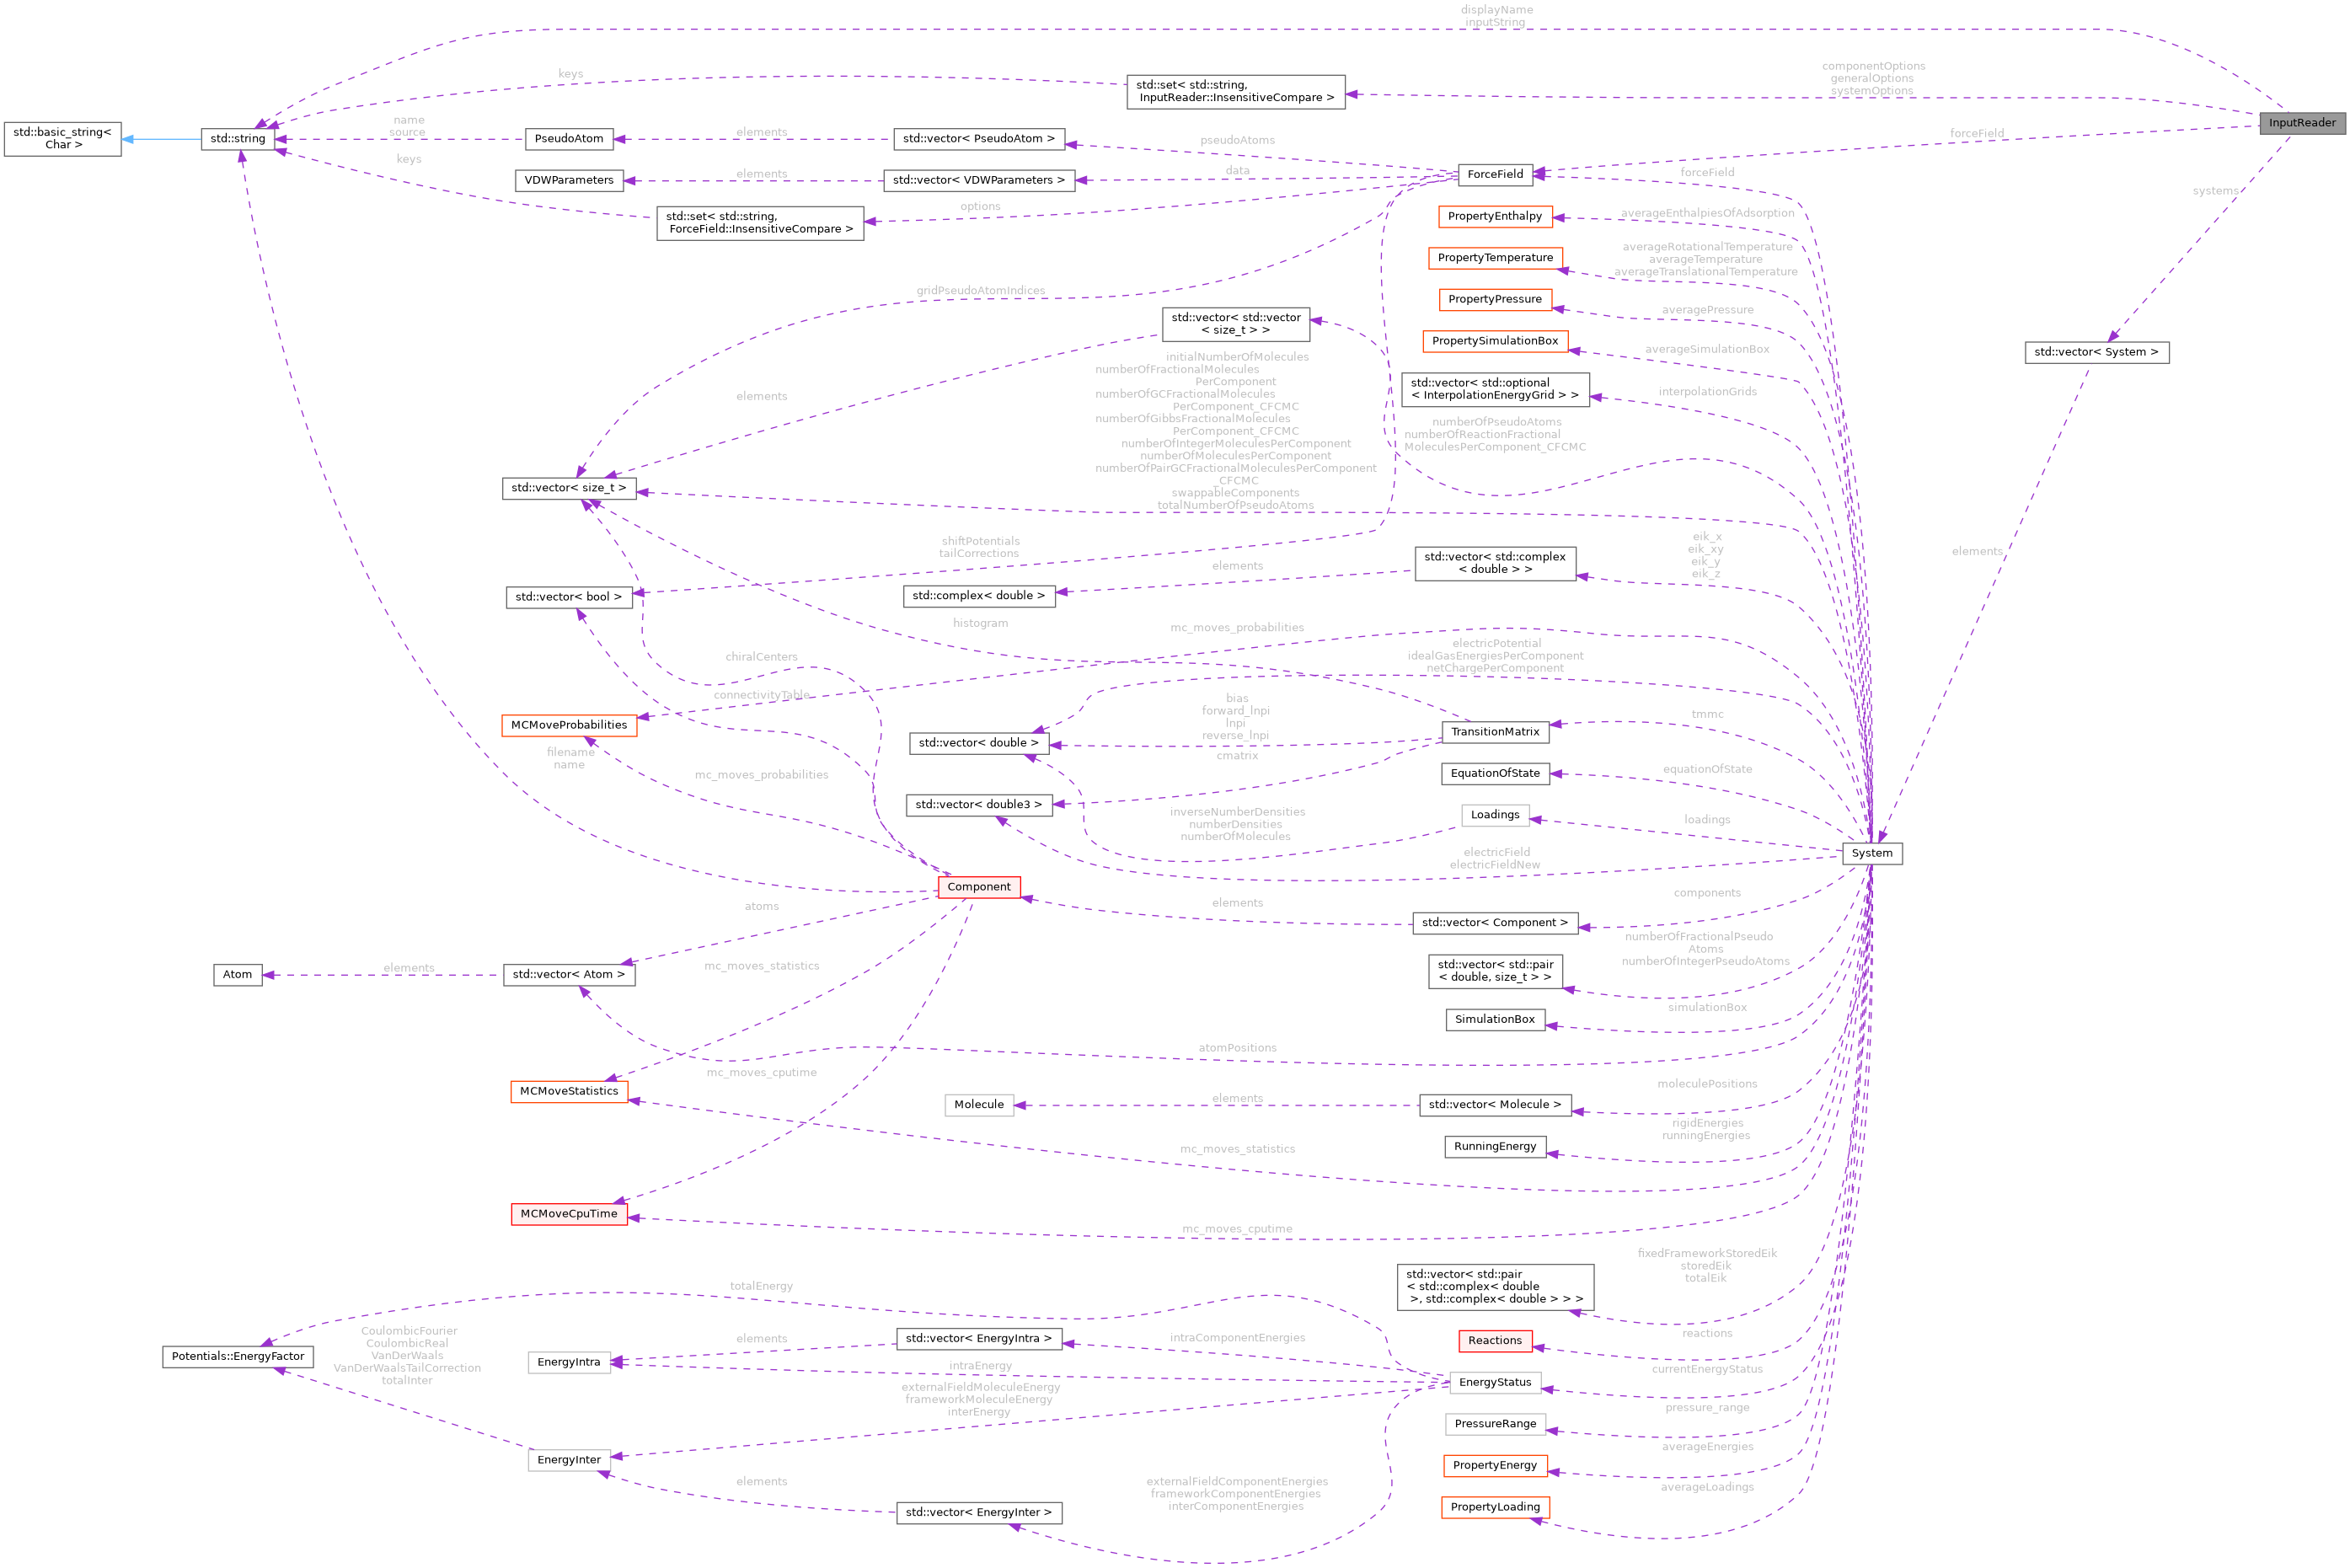 displayName
inputString
keys
std::set< std::string,
InputReader::InsensitiveCompare >
componentOptions
generalOptions
systemOptions
InputReader
std::basic_string<
Char >
std::string
name
source
PseudoAtom
elements
std::vector< PseudoAtom >
pseudoAtoms
forceField
keys
VDWParameters
elements
std::vector< VDWParameters >
data
ForceField
forceField
systems
std::set< std::string,
ForceField::InsensitiveCompare >
options
PropertyEnthalpy
averageEnthalpiesOfAdsorption
PropertyTemperature
averageRotationalTemperature
averageTemperature
averageTranslationalTemperature
gridPseudoAtomIndices
PropertyPressure
averagePressure
std::vector< std::vector
< size_t > >
PropertySimulationBox
averageSimulationBox
std::vector< System >
elements
initialNumberOfMolecules
numberOfFractionalMolecules
PerComponent
numberOfGCFractionalMolecules
PerComponent_CFCMC
numberOfGibbsFractionalMolecules
PerComponent_CFCMC
numberOfIntegerMoleculesPerComponent
numberOfMoleculesPerComponent
numberOfPairGCFractionalMoleculesPerComponent
_CFCMC
swappableComponents
totalNumberOfPseudoAtoms
std::vector< std::optional
< InterpolationEnergyGrid > >
interpolationGrids
numberOfPseudoAtoms
numberOfReactionFractional
MoleculesPerComponent_CFCMC
std::vector< size_t >
shiftPotentials
tailCorrections
std::vector< bool >
std::complex< double >
elements
std::vector< std::complex
< double > >
eik_x
eik_xy
eik_y
eik_z
elements
histogram
mc_moves_probabilities
chiralCenters
connectivityTable
electricPotential
idealGasEnergiesPerComponent
netChargePerComponent
MCMoveProbabilities
bias
forward_lnpi
lnpi
reverse_lnpi
std::vector< double >
TransitionMatrix
tmmc
cmatrix
filename
name
mc_moves_probabilities
EquationOfState
equationOfState
std::vector< double3 >
inverseNumberDensities
numberDensities
numberOfMolecules
Loadings
loadings
System
electricField
electricFieldNew
Component
elements
std::vector< Component >
components
atoms
numberOfFractionalPseudo
Atoms
numberOfIntegerPseudoAtoms
std::vector< std::pair
< double, size_t > >
Atom
elements
std::vector< Atom >
mc_moves_statistics
SimulationBox
simulationBox
atomPositions
mc_moves_cputime
MCMoveStatistics
Molecule
elements
std::vector< Molecule >
moleculePositions
RunningEnergy
rigidEnergies
runningEnergies
mc_moves_statistics
MCMoveCpuTime
mc_moves_cputime
std::vector< std::pair
< std::complex< double
>, std::complex< double > > >
fixedFrameworkStoredEik
storedEik
totalEik
totalEnergy
Reactions
reactions
Potentials::EnergyFactor
CoulombicFourier
CoulombicReal
VanDerWaals
VanDerWaalsTailCorrection
totalInter
EnergyIntra
elements
std::vector< EnergyIntra >
intraComponentEnergies
intraEnergy
EnergyStatus
currentEnergyStatus
externalFieldMoleculeEnergy
frameworkMoleculeEnergy
interEnergy
PressureRange
pressure_range
EnergyInter
elements
std::vector< EnergyInter >
externalFieldComponentEnergies
frameworkComponentEnergies
interComponentEnergies
PropertyEnergy
averageEnergies
PropertyLoading
averageLoadings